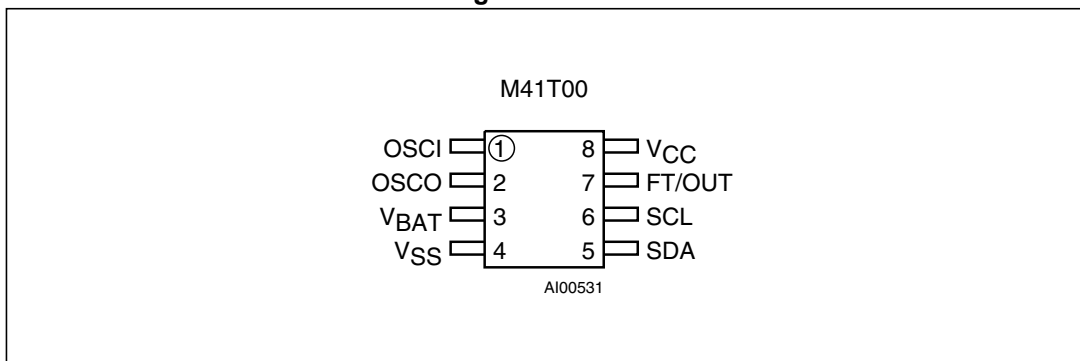 M41T00
OSCI 1 8 VCC
OSCO 2 7 FT/OUT
VBAT 3 6 SCL
VSS 4 5 SDA
AI00531